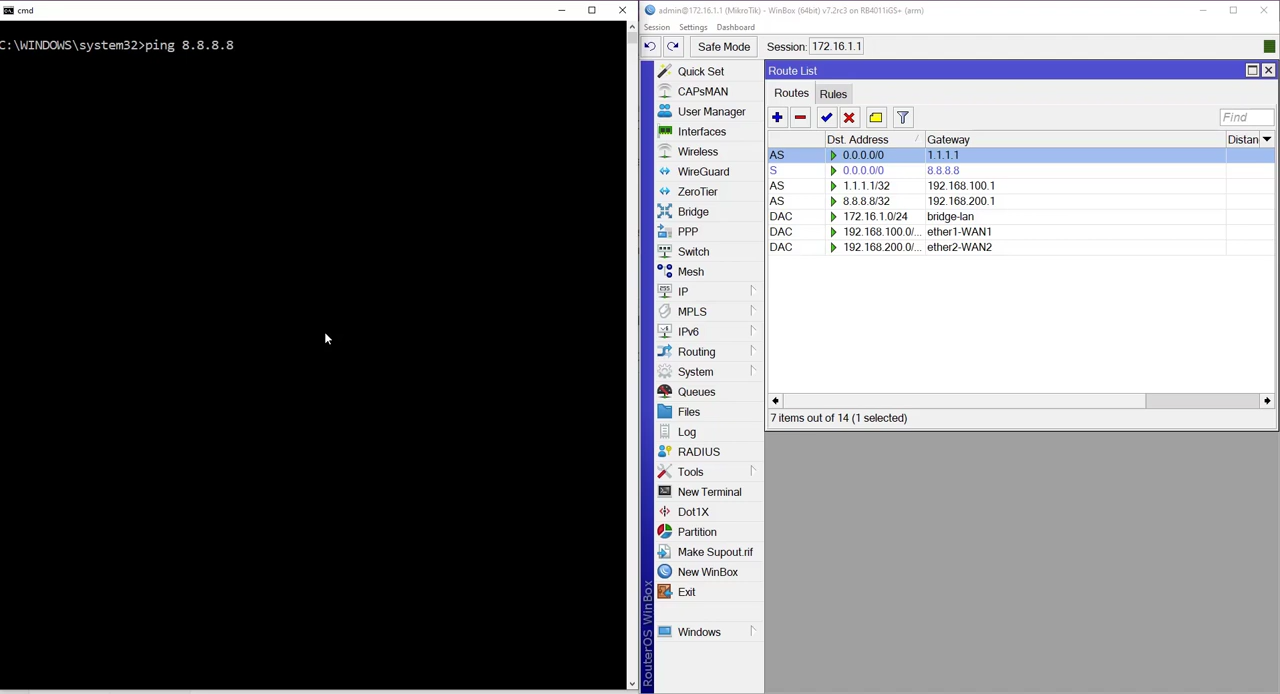 cmd
C:\WINDOWS\system32>ping 8.8.8.8
admin@172.16.1.1 (MikroTik) - WinBox (64bit) v7.2rc3 on RB4011iGS+ (arm)
Session Settings Dashboard
Safe Mode Session: 172.16.1.1
Quick Set
CAPsMAN
User Manager
Interfaces
Wireless
WireGuard
ZeroTier
Bridge
PPP
Switch
Mesh
IP
MPLS
IPv6
Routing
System
Queues
Files
Log
RADIUS
Tools
New Terminal
Dot1X
Partition
Make Supout.rif
New WinBox
Exit
Windows
RouterOS WinBox
Route List
Routes Rules
Find
Dst. Address Gateway Distan
AS 0.0.0.0/0 1.1.1.1
S 0.0.0.0/0 8.8.8.8
AS 1.1.1.1/32 192.168.100.1
AS 8.8.8.8/32 192.168.200.1
DAC 172.16.1.0/24 bridge-lan
DAC 192.168.100.0/... ether1-WAN1
DAC 192.168.200.0/... ether2-WAN2
7 items out of 14 (1 selected)